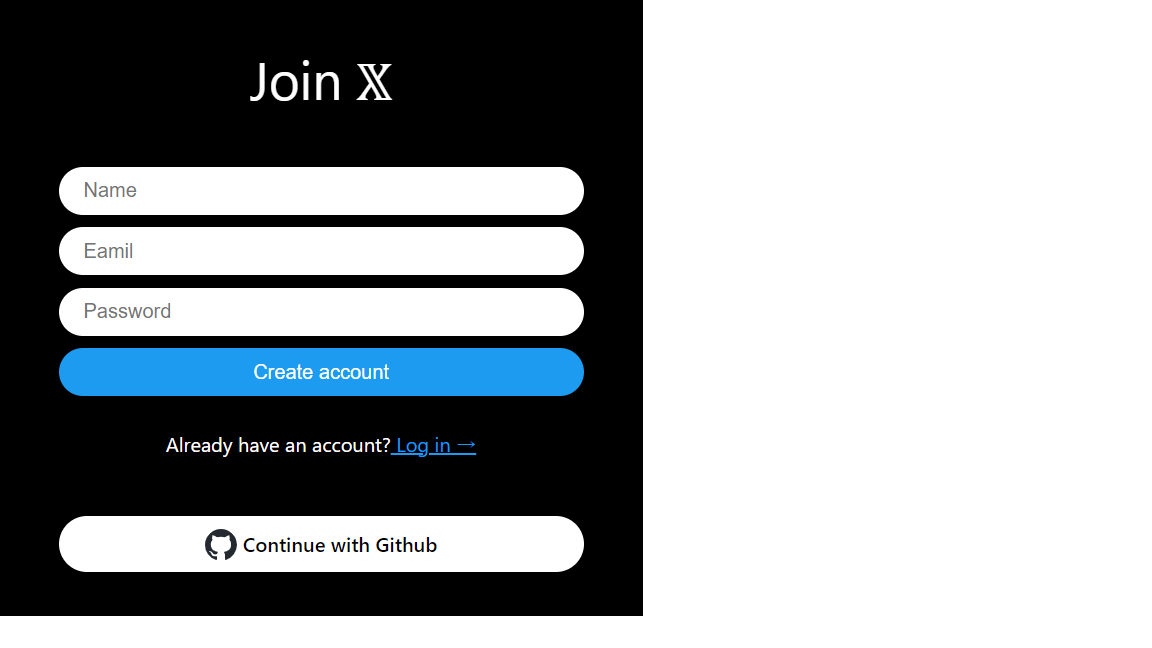 Join 𝕏
Name
Eamil
Password
Create account
Already have an account? Log in →
Continue with Github